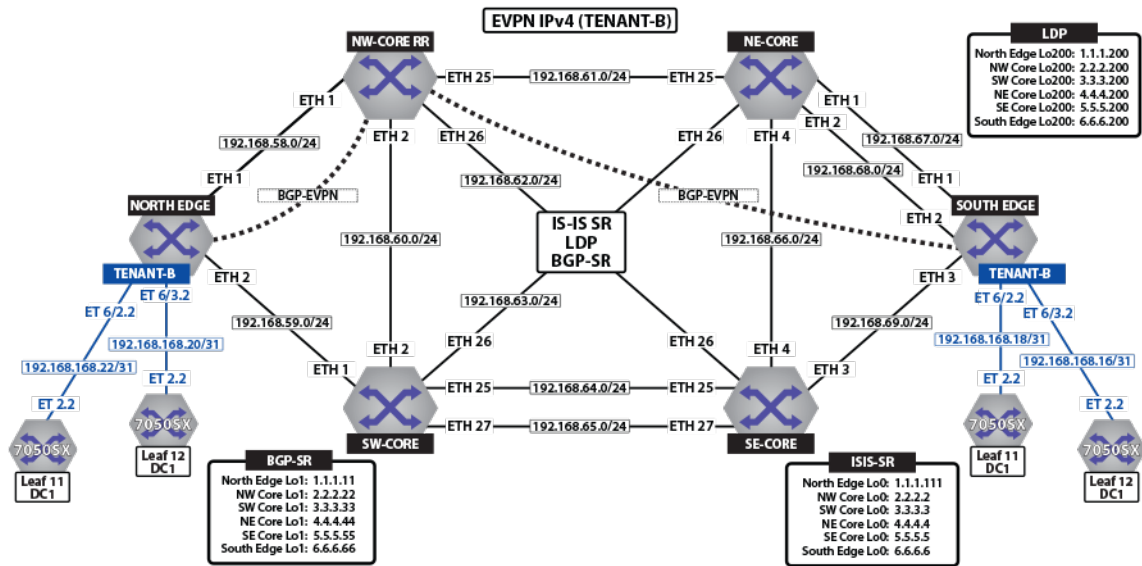 EVPN IPv4 (TENANT-B)
NW-CORE RR
NE-CORE
LDP
North Edge Lo200: 1.1.1.200
NW Core Lo200: 2.2.2.200
SW Core Lo200: 3.3.3.200
NE Core Lo200: 4.4.4.200
SE Core Lo200: 5.5.5.200
South Edge Lo200: 6.6.6.200
ETH 25
192.168.61.0/24
ETH 25
ETH 1
ETH 2
ETH 26
ETH 26
ETH 4
ETH 2
ETH 1
192.168.58.0/24
192.168.67.0/24
192.168.68.0/24
192.168.62.0/24
ETH 1
BGP-EVPN
BGP-EVPN
ETH 1
ETH 2
NORTH EDGE
SOUTH EDGE
IS-IS SR
LDP
BGP-SR
192.168.60.0/24
192.168.66.0/24
TENANT-B
ETH 2
ETH 3
TENANT-B
ET 6/2.2
ET 6/3.2
ET 6/2.2
ET 6/3.2
192.168.59.0/24
192.168.63.0/24
192.168.69.0/24
192.168.168.22/31
192.168.168.20/31
192.168.168.18/31
192.168.168.16/31
ETH 1
ETH 2
ETH 26
ETH 26
ETH 4
ETH 3
ET 2.2
ET 2.2
ET 2.2
ET 2.2
ETH 25
192.168.64.0/24
ETH 25
ETH 27
192.168.65.0/24
ETH 27
SW-CORE
SE-CORE
7050SX
Leaf 11
DC1
7050SX
Leaf 12
DC1
7050SX
Leaf 11
DC1
7050SX
Leaf 12
DC1
BGP-SR
North Edge Lo1: 1.1.1.11
NW Core Lo1: 2.2.2.22
SW Core Lo1: 3.3.3.33
NE Core Lo1: 4.4.4.44
SE Core Lo1: 5.5.5.55
South Edge Lo1: 6.6.6.66
ISIS-SR
North Edge Lo0: 1.1.1.111
NW Core Lo0: 2.2.2.2
SW Core Lo0: 3.3.3.3
NE Core Lo0: 4.4.4.4
SE Core Lo0: 5.5.5.5
South Edge Lo0: 6.6.6.6